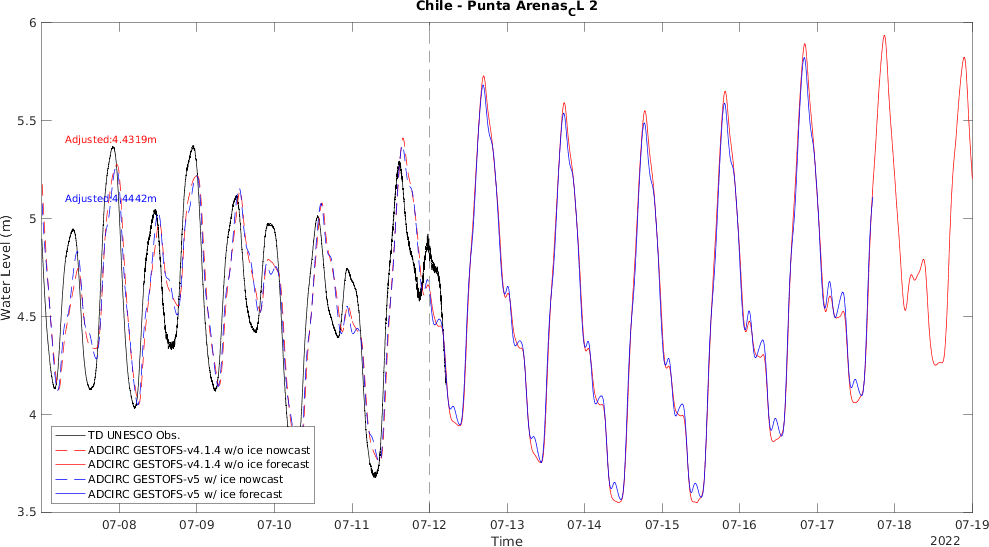 Chile - Punta Arenas_CL 2
6
5.5
5
4.5
4
3.5
Water Level (m)
Adjusted:4.4319m
Adjusted:4.4442m
TD UNESCO Obs.
ADCIRC GESTOFS-v4.1.4 w/o ice nowcast
ADCIRC GESTOFS-v4.1.4 w/o ice forecast
ADCIRC GESTOFS-v5 w/ ice nowcast
ADCIRC GESTOFS-v5 w/ ice forecast
07-08 07-09 07-10 07-11 07-12 07-13 07-14 07-15 07-16 07-17 07-18 07-19
Time
2022